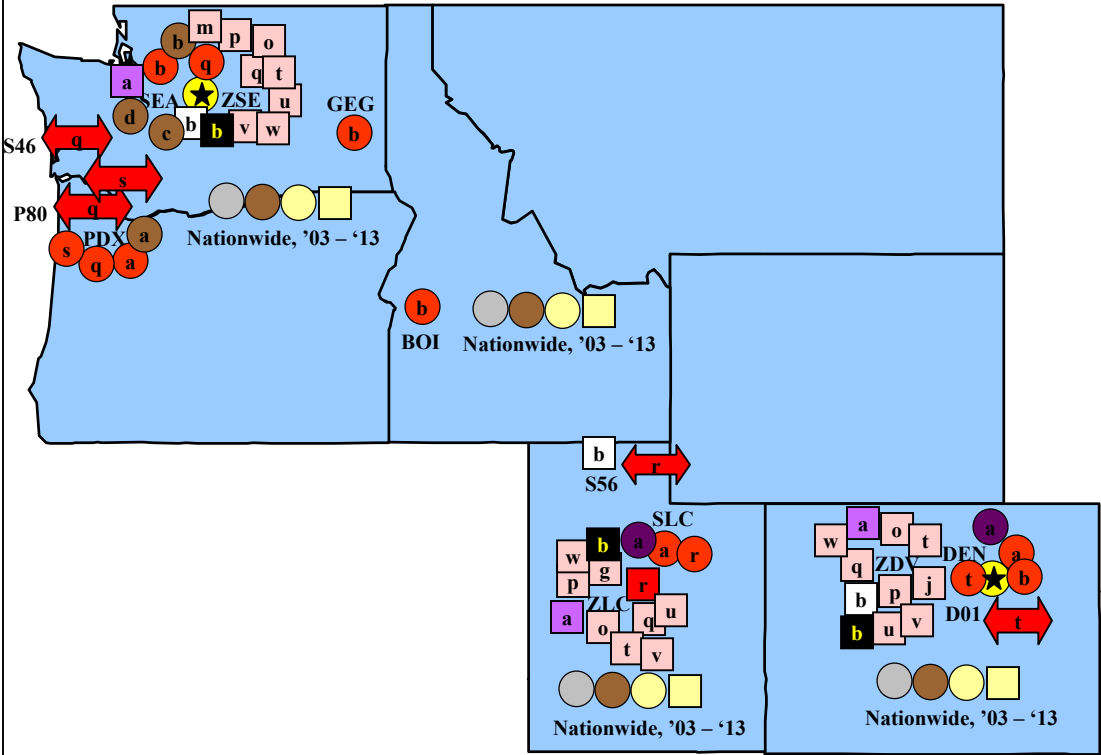 m
b
p
o
b
q
q
t
a
SEA
ZSE
u
GEG
d
c
b
b
v
w
b
S46
q
s
P80
q
Nationwide, ’03 – ‘13
PDX
a
s
q
a
b
BOI
Nationwide, ’03 – ‘13
b
r
S56
SLC
a
o
a
w
t
b
a
a
r
w
g
q
ZDV
DEN
a
t
b
p
r
p
j
ZLC
b
D01
a
o
q
u
b
u
v
t
t
v
Nationwide, ’03 – ‘13
Nationwide, ’03 – ‘13